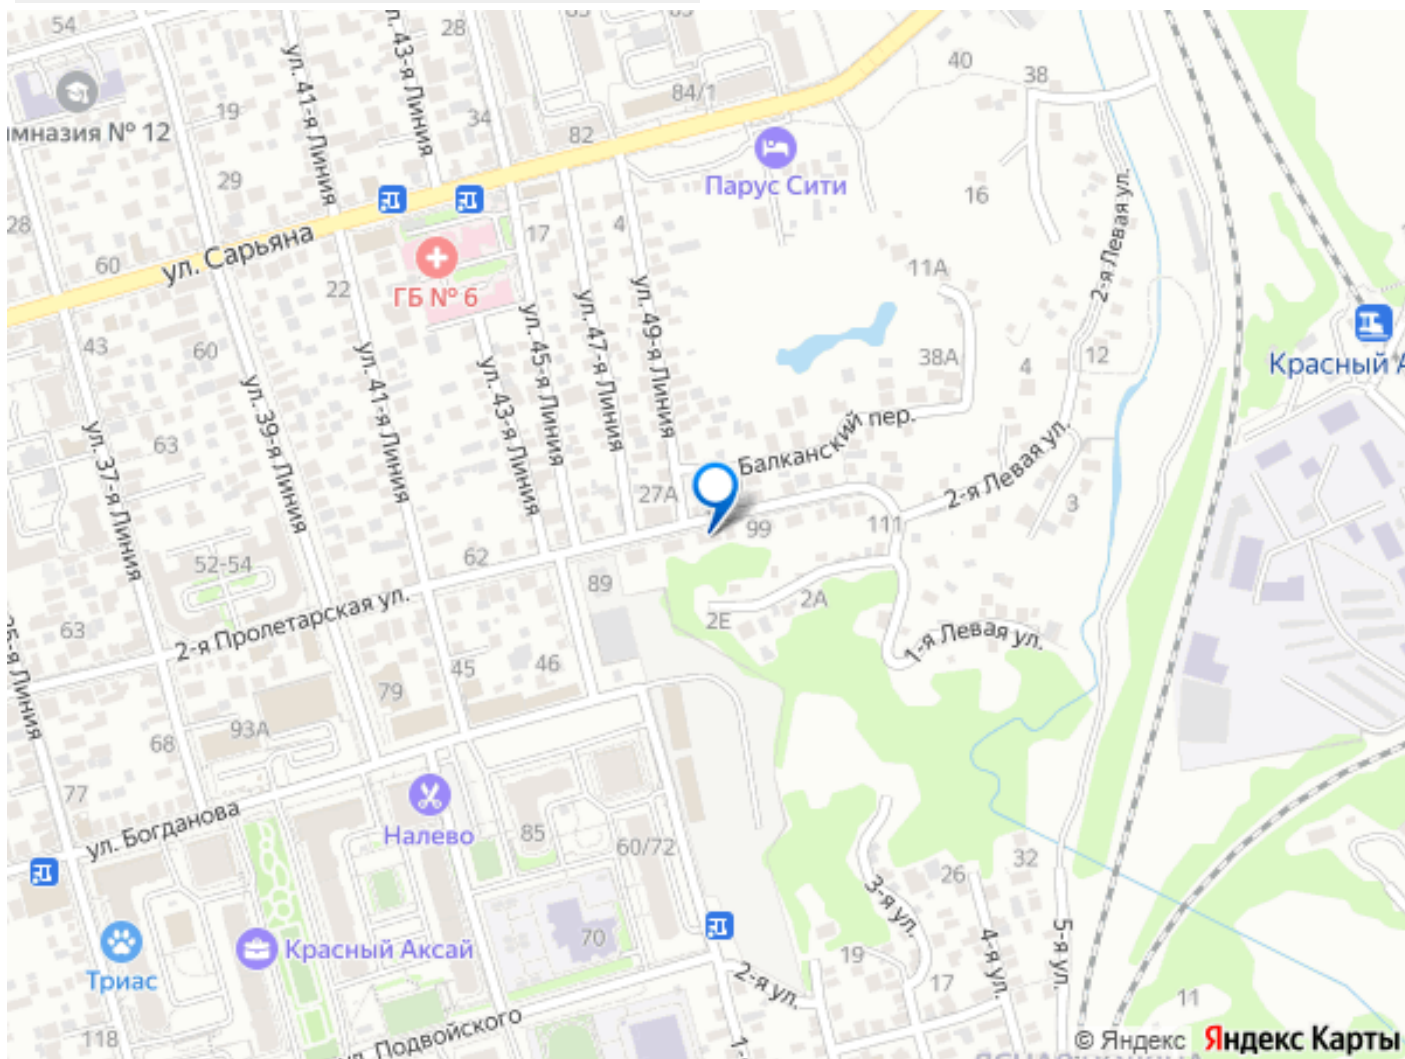 54
28
83
83
ул. 43-я Линия
ул. 41-я Линия
40
38
84/1
19
34
82
имназия № 12
Парус Сити
29
16
2-я Левая ул.
28
17
4
ул. Сарьяна
60
11А
22
ГБ № 6
ул. 45-я Линия
ул. 47-я Линия
ул. 49-я Линия
43
60
38А
4
12
Красный А
ул. 39-я Линия
ул. 41-я Линия
ул. 43-я Линия
Балканский пер.
ул. 37-я Линия
63
2-я Левая ул.
27А
3
99
111
52-54
62
89
2-я Пролетарская ул.
2А
2Е
63
1-я Левая ул.
35-я Линия
45
46
79
93А
68
77
ул. Богданова
Налево
85
60/72
26
32
3-я ул.
4-я ул.
5-я ул.
70
Красный Аксай
Триас
19
17
2-я ул.
11
118
ул. Подвойского
1-
© Яндекс Яндекс Карты